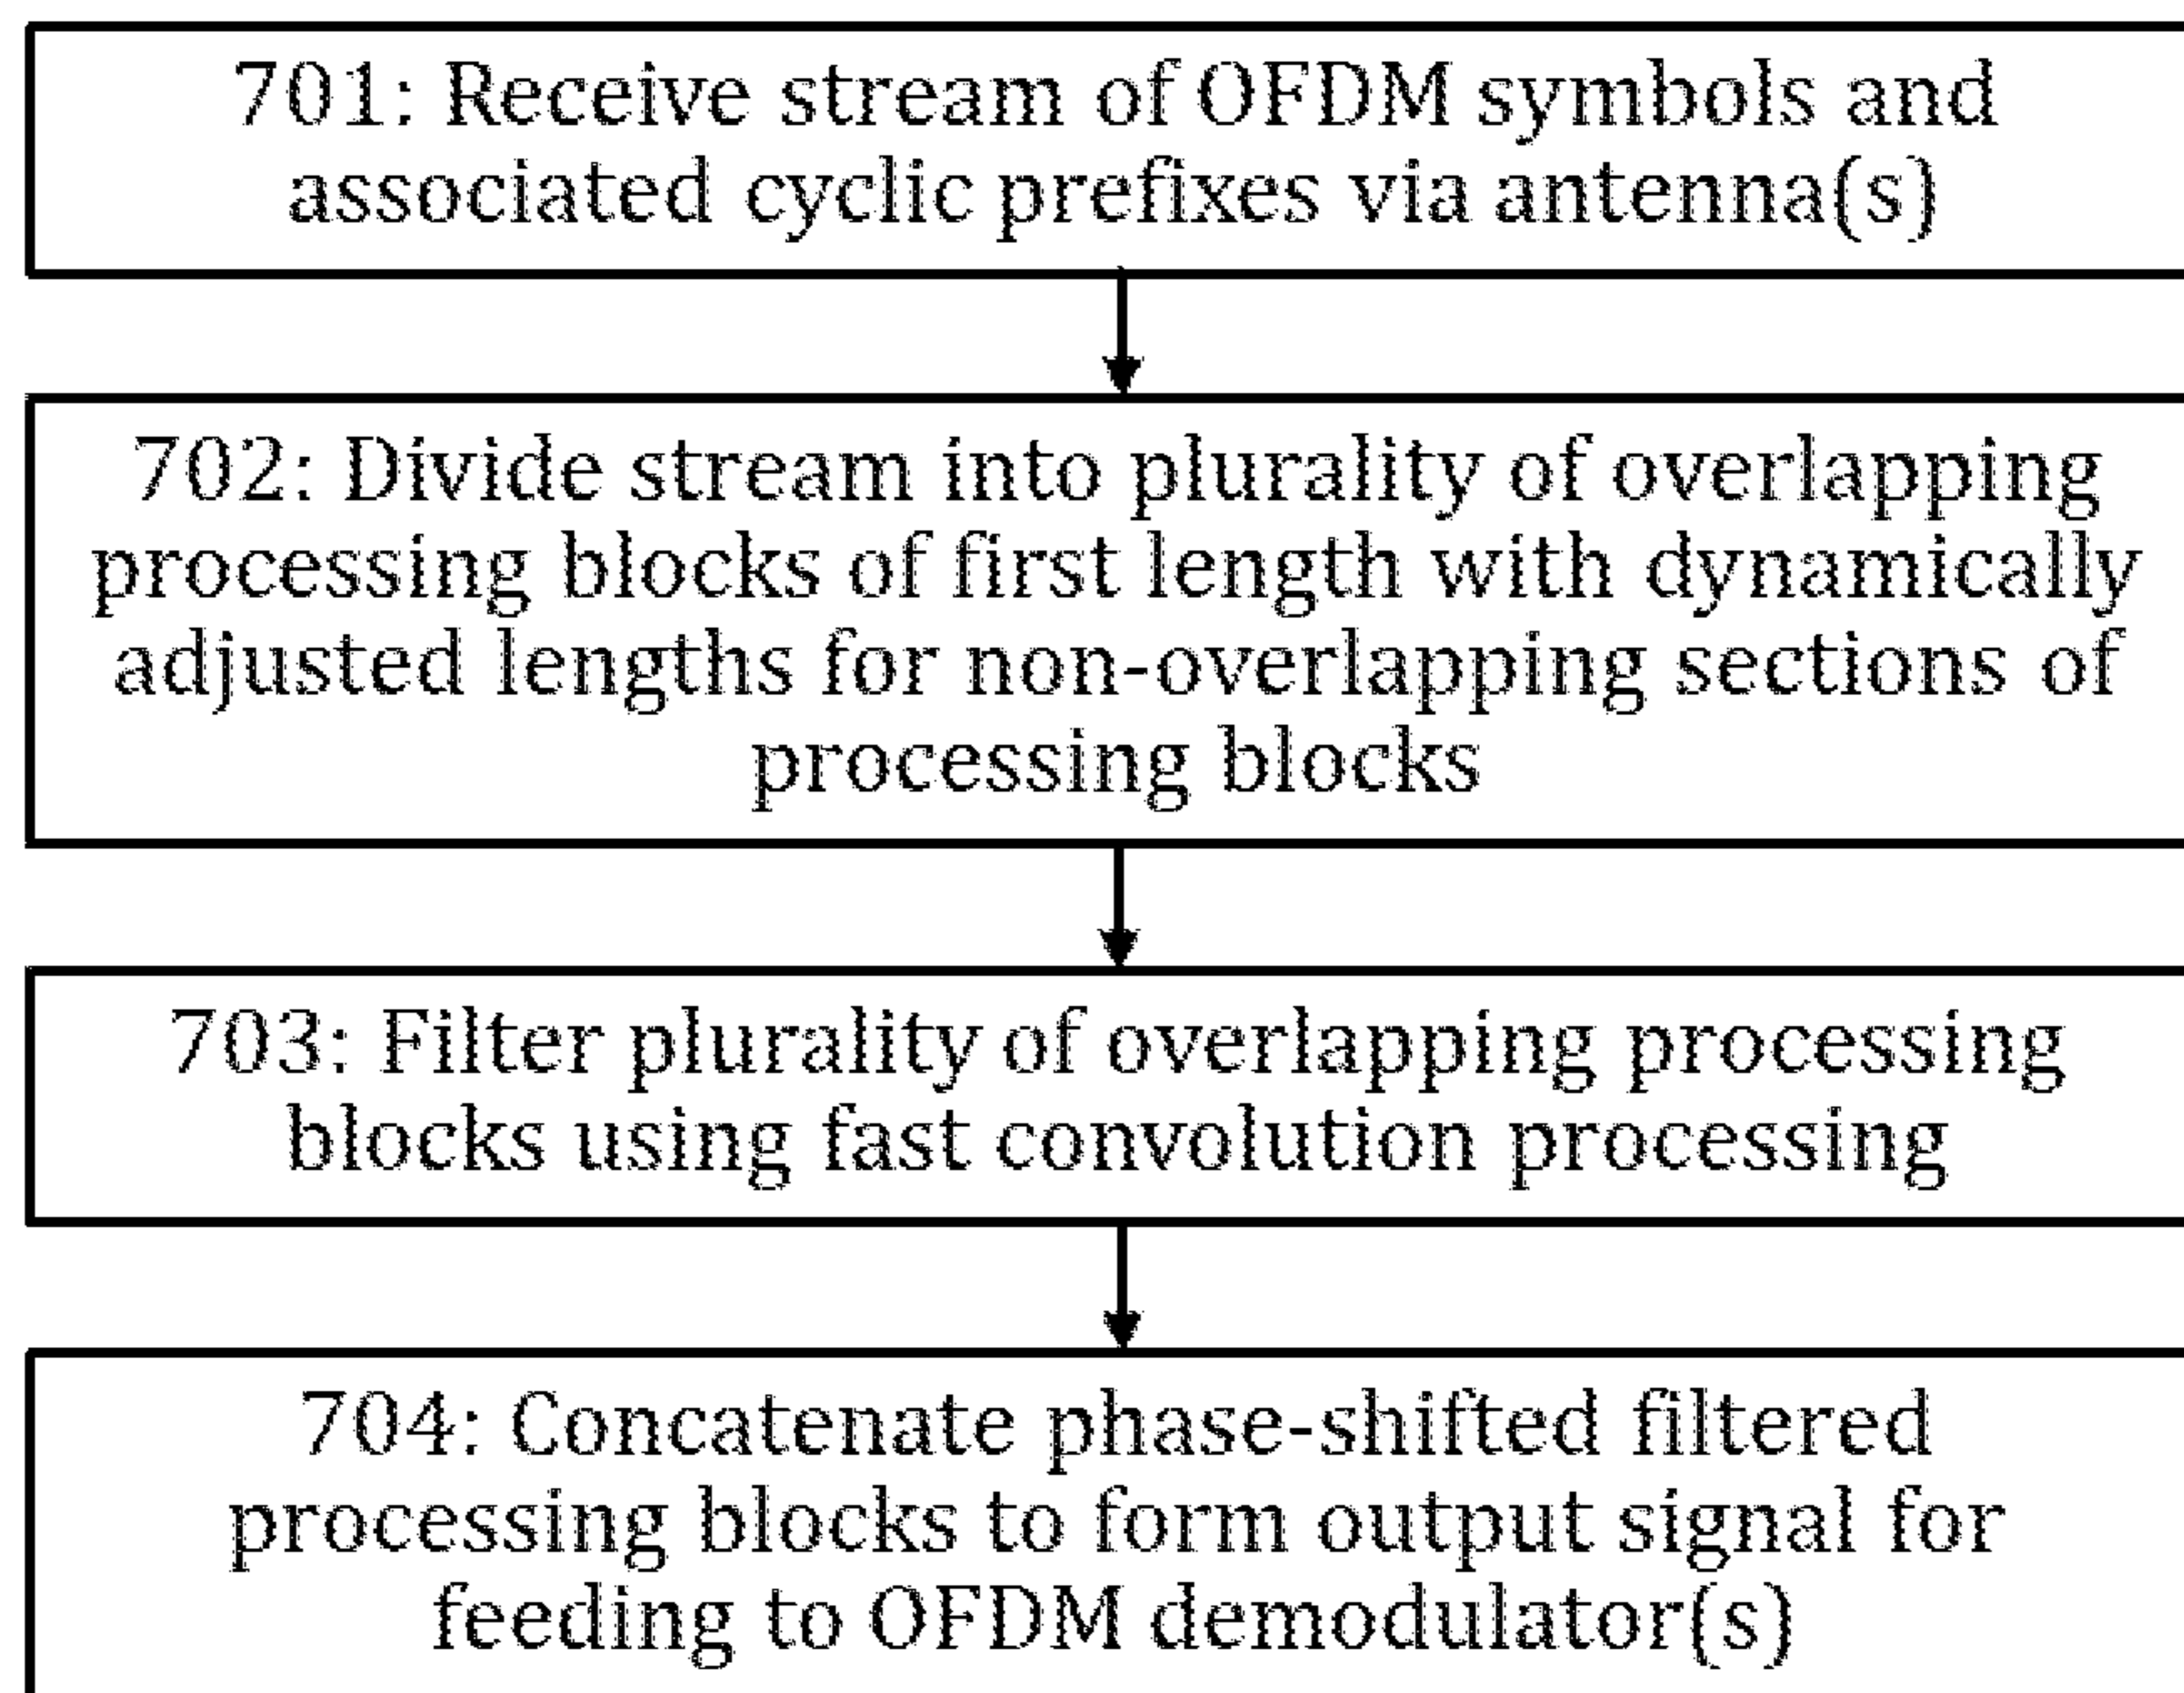 701: Receive stream of OFDM symbols and
associated cyclic prefixes via antenna(s)
702: Divide stream into plurality of overlapping
processing blocks of first length with dynamically
adjusted lengths for non-overlapping sections of
processing blocks
703: Filter plurality of overlapping processing
blocks using fast convolution processing
704: Concatenate phase-shifted filtered
processing blocks to form output signal for
feeding to OFDM demodulator(s)